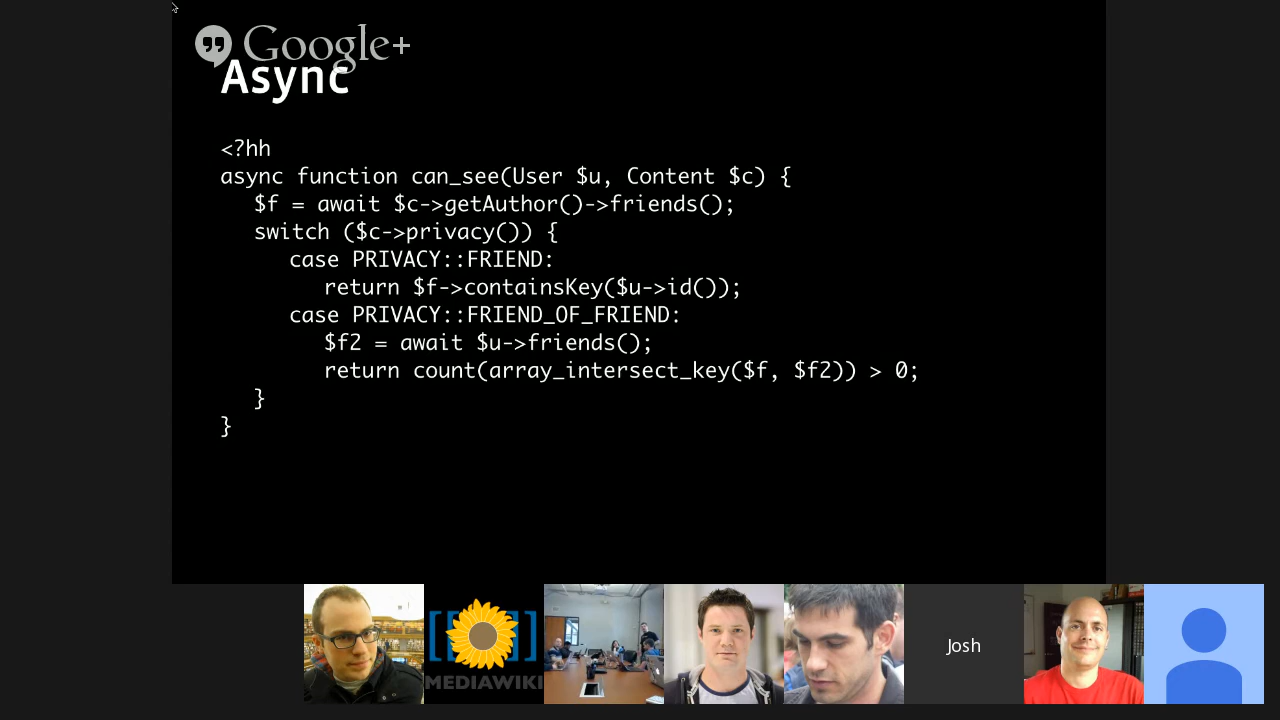 Google+
Async
<?hh
async function can_see(User $u, Content $c) {
$f = await $c->getAuthor()->friends();
switch ($c->privacy()) {
case PRIVACY::FRIEND:
return $f->containsKey($u->id());
case PRIVACY::FRIEND_OF_FRIEND:
$f2 = await $u->friends();
return count(array_intersect_key($f, $f2)) > 0;
}
}
[[ ]]
MEDIAWIKI
Josh